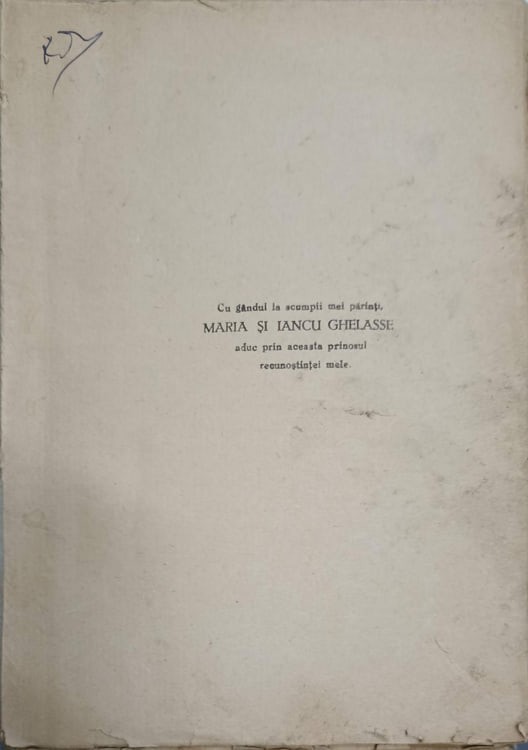 Cu gândul la scumpii mei părinți,
MARIA ȘI IANCU GHELASSE
aduc prin aceasta prinosul
recunoștinței mele.